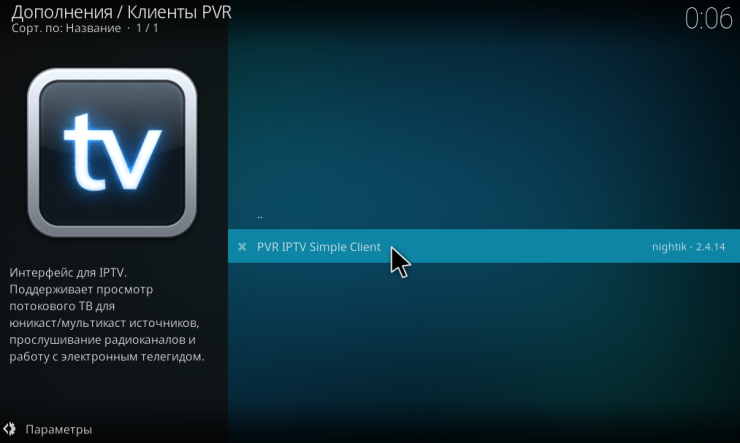 Дополнения / Клиенты PVR
Сорт. по: Название · 1 / 1
0:06
tv
..
PVR IPTV Simple Client
nightik - 2.4.14
Интерфейс для IPTV.
Поддерживает просмотр
потокового ТВ для
юникаст/мультикаст источников,
прослушивание радиоканалов и
работу с электронным телегидом.
Параметры